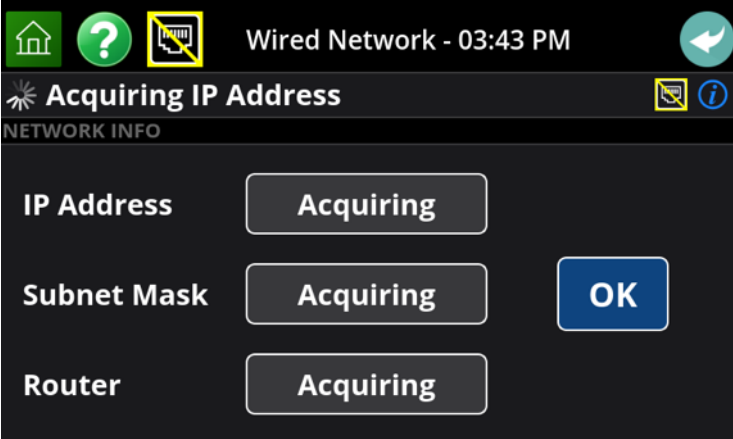 Wired Network - 03:43 PM
Acquiring IP Address
NETWORK INFO
IP Address Acquiring
Subnet Mask Acquiring OK
Router Acquiring